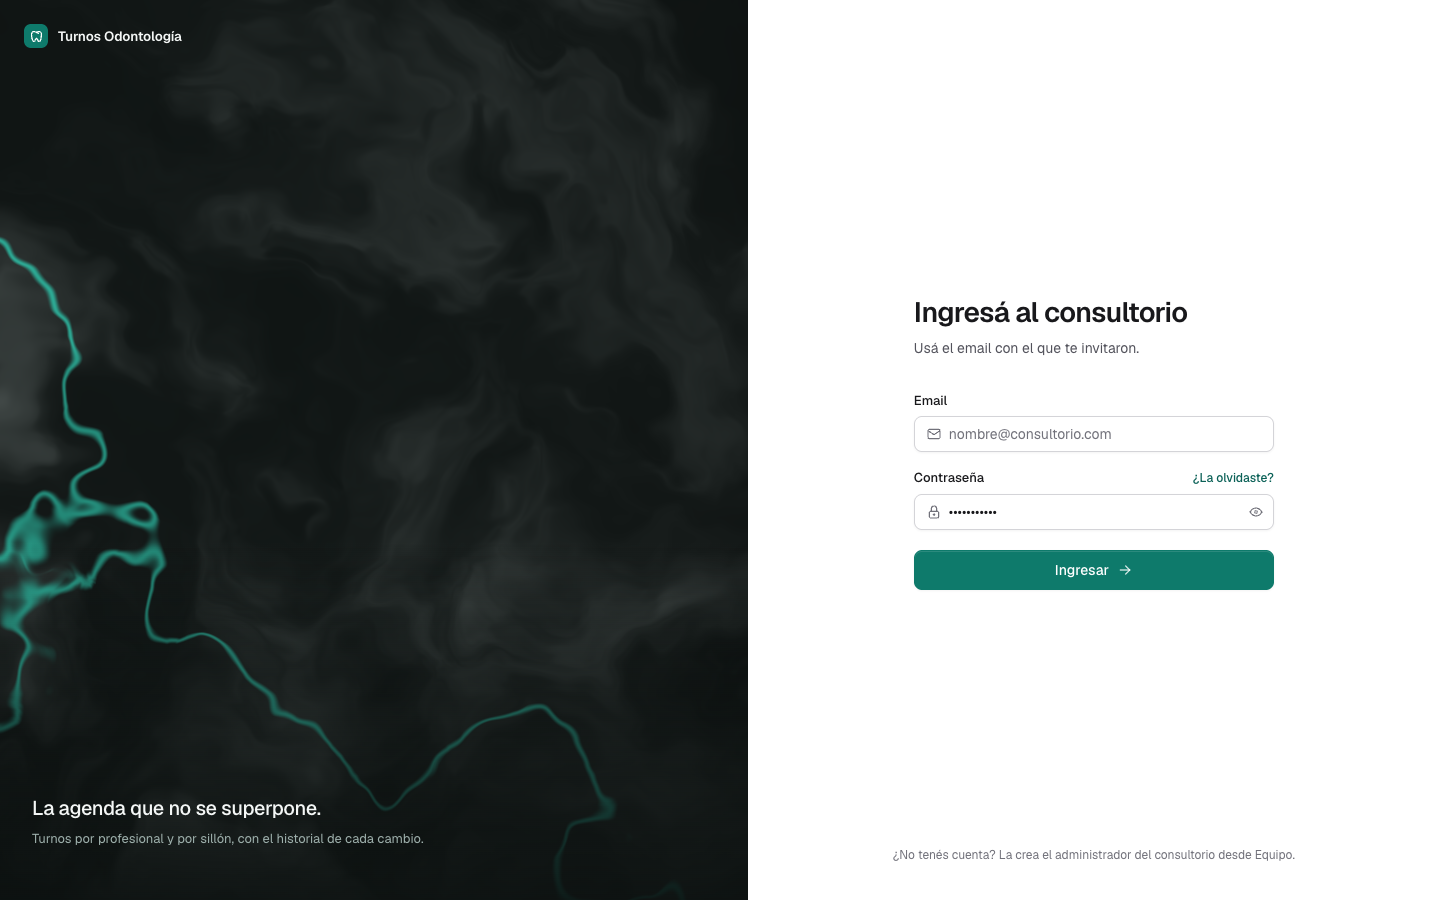 Turnos Odontología
La agenda que no se superpone.
Turnos por profesional y por sillón, con el historial de cada cambio.
Ingresá al consultorio
Usá el email con el que te invitaron.
Email
nombre@consultorio.com
Contraseña
¿La olvidaste?
•••••••••••
Ingresar →
¿No tenés cuenta? La crea el administrador del consultorio desde Equipo.